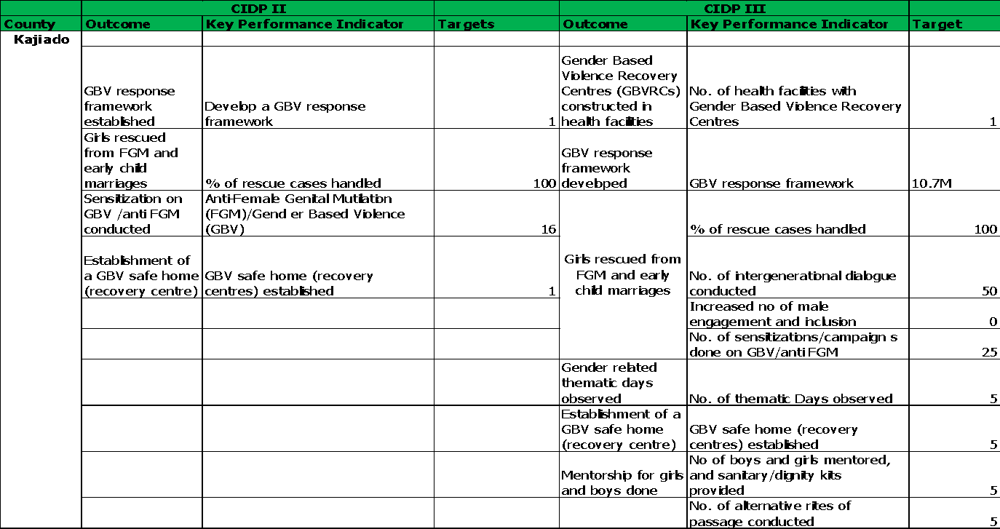 CIDP II CIDP III
County Outcome Key Performance Indicator Targets Outcome Key Performance Indicator Target
Kajiado
GBV response
framework
established
Develop a GBV response
framework
1
Gender Based
Violence Recovery
Centres (GBVRCs)
constructed in
health facilities
No. of health facilities with
Gender Based Violence Recovery
Centres
1
Girls rescued
from FGM and
early child
marriages
% of rescue cases handled
100
GBV response
framework
developed
GBV response framework
10.7M
Sensitization on
GBV /anti FGM
conducted
Anti-Female Genital Mutilation
(FGM)/Gend er Based Violence
(GBV)
16
Girls rescued from
FGM and early
child marriages
% of rescue cases handled
100
Establishment of
a GBV safe home
(recovery centre)
GBV safe home (recovery
centres) established
1
No. of intergenerational dialogue
conducted
50
Increased no of male
engagement and inclusion
0
No. of sensitizations/campaign s
done on GBV/anti FGM
25
Gender related
thematic days
observed
No. of thematic Days observed
5
Establishment of a
GBV safe home
(recovery centre)
GBV safe home (recovery
centres) established
5
Mentorship for girls
and boys done
No of boys and girls mentored,
and sanitary/dignity kits
provided
5
No. of alternative rites of
passage conducted
5